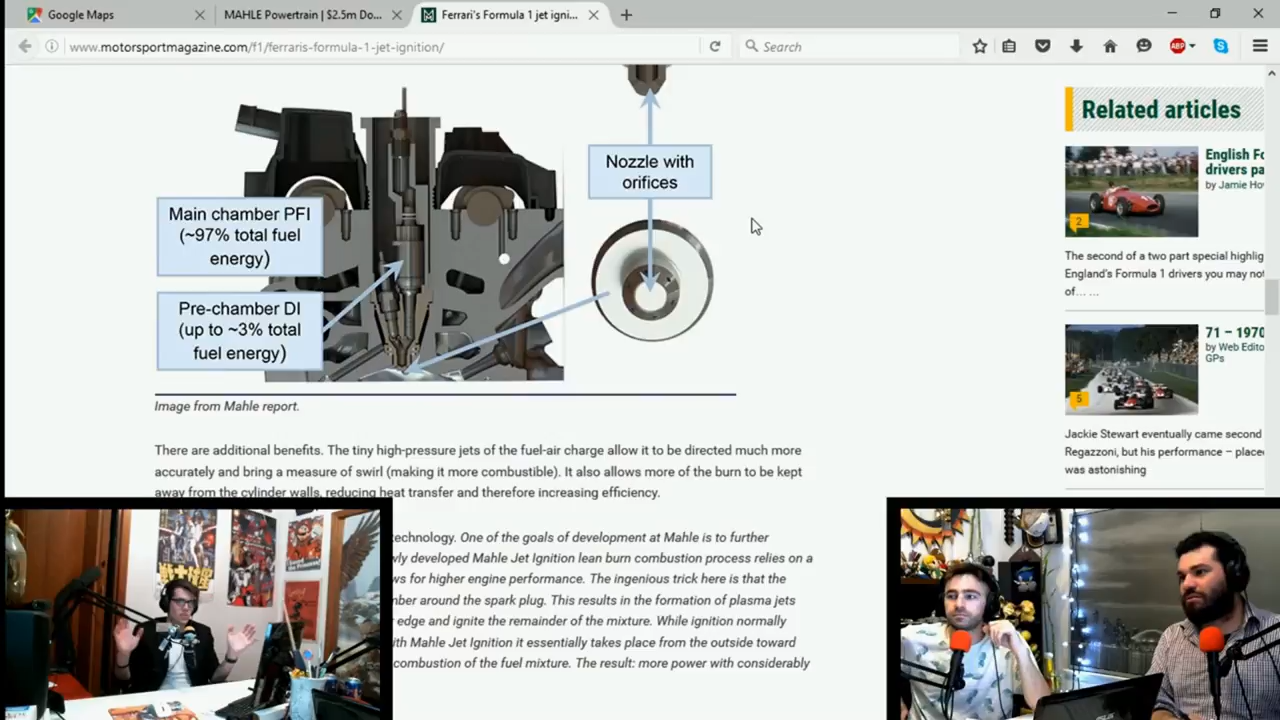 Google Maps
MAHLE Powertrain | $2.5m Do...
Ferrari's Formula 1 jet igni...
www.motorsportmagazine.com/f1/ferraris-formula-1-jet-ignition/
Search
ABP
Nozzle with
orifices
Main chamber PFI
(~97% total fuel
energy)
Pre-chamber DI
(up to ~3% total
fuel energy)
Image from Mahle report.
There are additional benefits. The tiny high-pressure jets of the fuel-air charge allow it to be directed much more
accurately and bring a measure of swirl (making it more combustible). It also allows more of the burn to be kept
away from the cylinder walls, reducing heat transfer and therefore increasing efficiency.
technology. One of the goals of development at Mahle is to further
wly developed Mahle Jet Ignition lean burn combustion process relies on a
ws for higher engine performance. The ingenious trick here is that the
mber around the spark plug. This results in the formation of plasma jets
r edge and ignite the remainder of the mixture. While ignition normally
ith Mahle Jet Ignition it essentially takes place from the outside toward
combustion of the fuel mixture. The result: more power with considerably
Related articles
English Fo
drivers pa
by Jamie Ho
2
The second of a two part special highlig
England's Formula 1 drivers you may not
of... ...
71 – 1970
by Web Edito
GPs
5
Jackie Stewart eventually came second
Regazzoni, but his performance – place
was astonishing